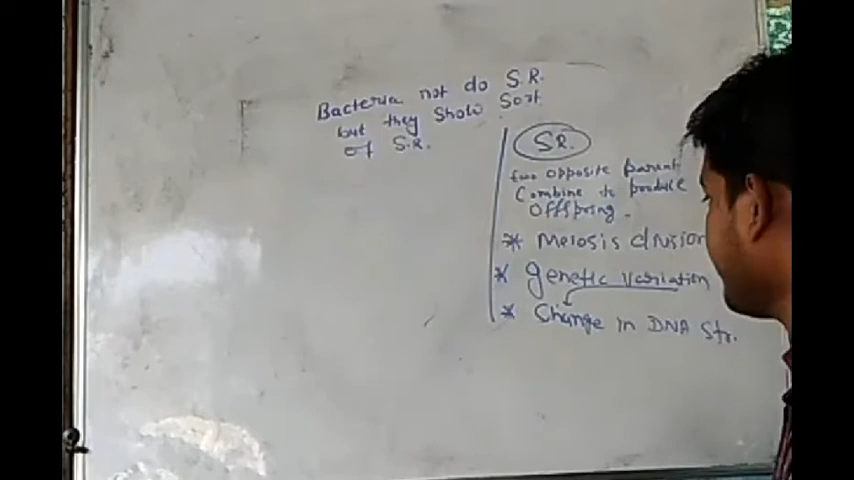 Bacteria not do S.R.
but they show sort
of S.R.
S.R.
two opposite parent
Combine to produce
Offspring.
* Meiosis division
* Genetic variation
* Change in DNA Str.